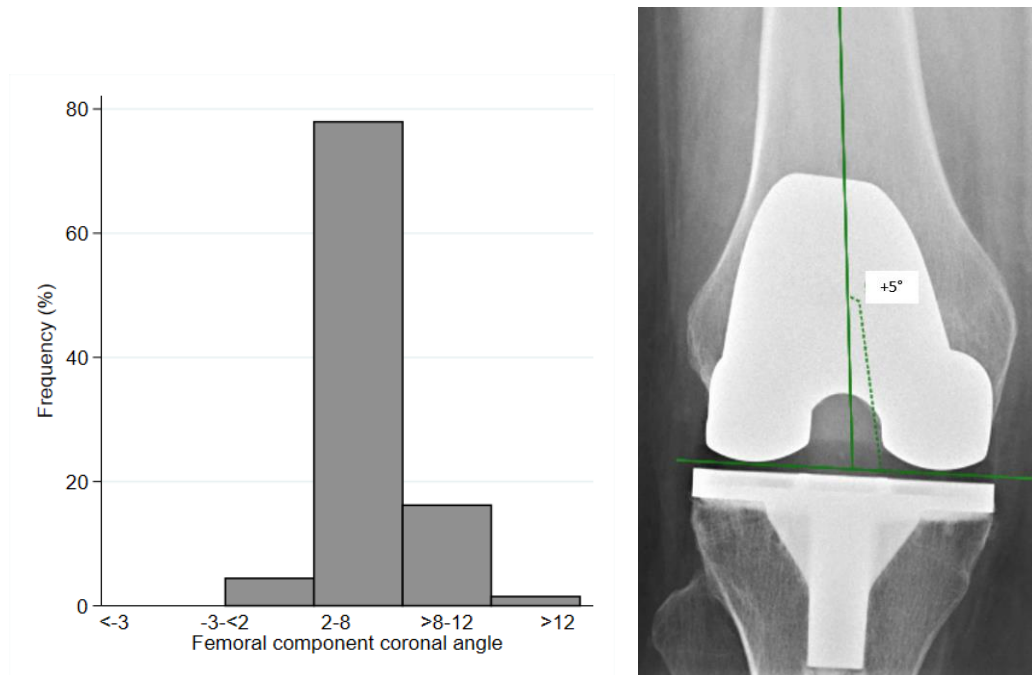 80
60
40
20
0
Frequency (%)
<-3 -3-<2 2-8 >8-12 >12
Femoral component coronal angle
+5°